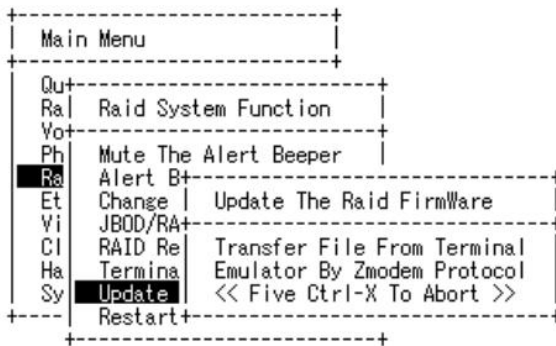 Main Menu
Qu
Ra
Raid System Function
Vo
Ph
Mute The Alert Beeper
Ra
Alert B
Et
Change
Update The Raid FirmWare
Vi
JBOD/RA
Cl
RAID Re
Transfer File From Terminal
Ha
Termina
Emulator By Zmodem Protocol
Sy
Update
<< Five Ctrl-X To Abort >>
Restart